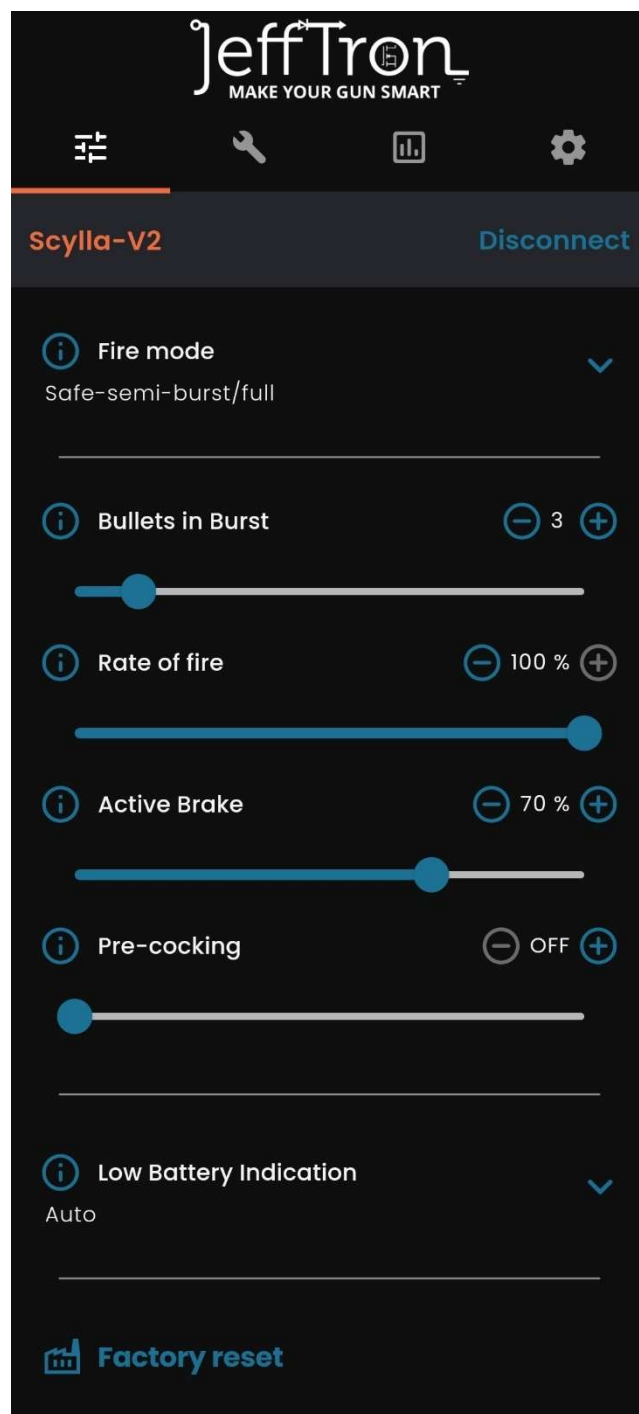 JeffTron
MAKE YOUR GUN SMART
Scylla-V2 Disconnect
Fire mode
Safe-semi-burst/full
Bullets in Burst 3
Rate of fire 100 %
Active Brake 70 %
Pre-cocking OFF
Low Battery Indication
Auto
Factory reset